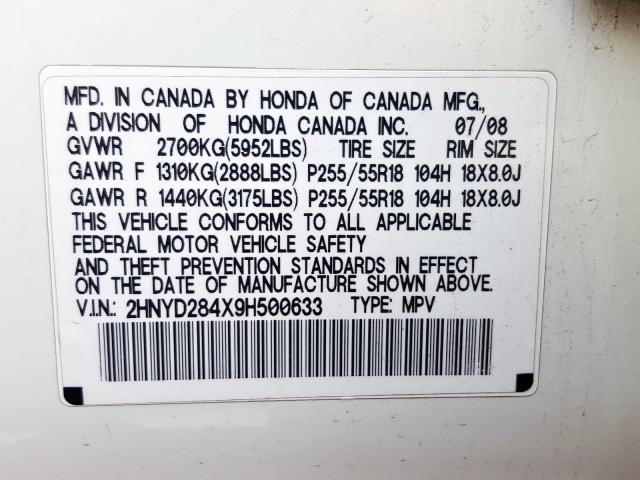 MFD. IN CANADA BY HONDA OF CANADA MFG.,
A DIVISION OF HONDA CANADA INC. 07/08
GVWR 2700KG(5952LBS) TIRE SIZE RIM SIZE
GAWR F 1310KG(2888LBS) P255/55R18 104H 18X8.0J
GAWR R 1440KG(3175LBS) P255/55R18 104H 18X8.0J
THIS VEHICLE CONFORMS TO ALL APPLICABLE
FEDERAL MOTOR VEHICLE SAFETY
AND THEFT PREVENTION STANDARDS IN EFFECT
ON THE DATE OF MANUFACTURE SHOWN ABOVE.
V.I.N.: 2HNYD284X9H500633 TYPE: MPV